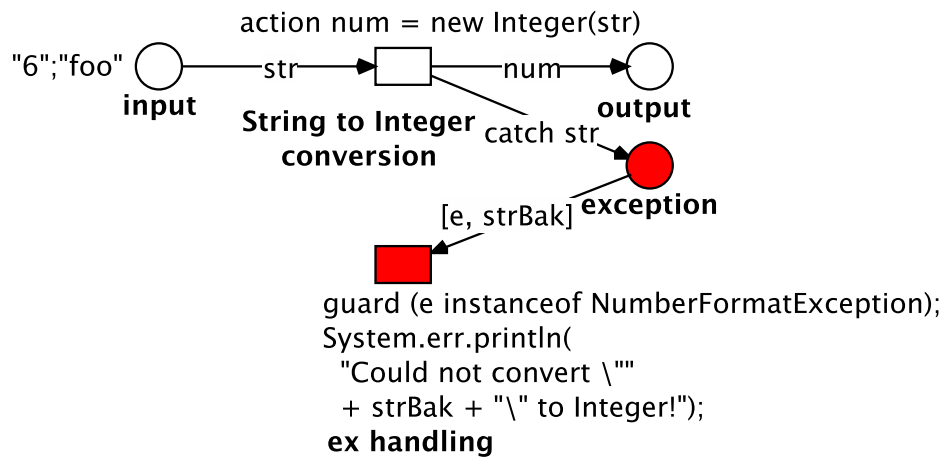 action num = new Integer(str)
"6";"foo"
str
num
input
output
String to Integer
conversion
catch str
exception
[e, strBak]
guard (e instanceof NumberFormatException);
System.err.println(
"Could not convert \""
+ strBak + "\" to Integer!");
ex handling